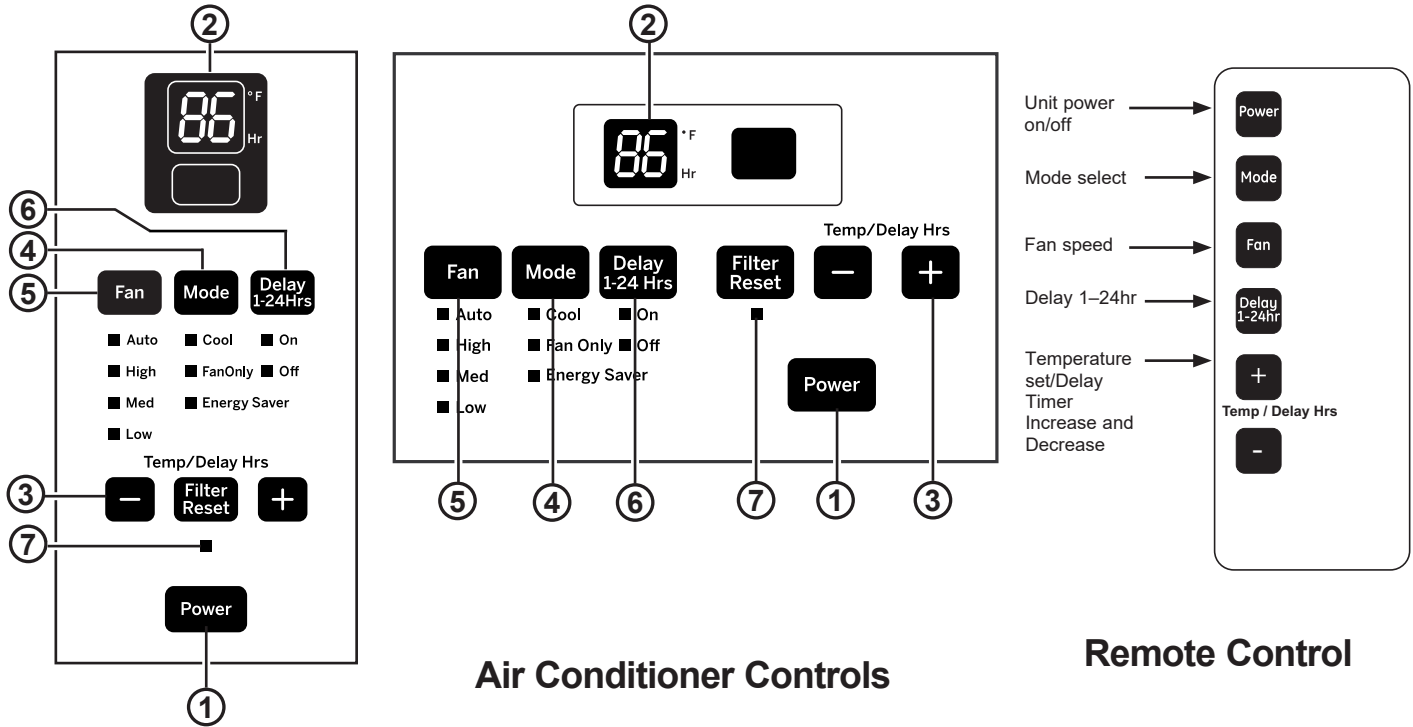 2
86
°F
Hr
6
4
5
Fan
Mode
Delay
1-24Hrs
Auto
Cool
On
High
FanOnly
Off
Med
Energy Saver
Low
Temp/Delay Hrs
3
−
Filter
Reset
+
7
Power
1
2
86
°F
Hr
Temp/Delay Hrs
Fan
Mode
Delay
1-24 Hrs
Filter
Reset
−
+
Auto
Cool
On
High
Fan Only
Off
Med
Energy Saver
Low
Power
5
4
6
7
1
3
Air Conditioner Controls
Unit power
on/off
Power
Mode select
Mode
Fan speed
Fan
Delay 1–24hr
Delay
1-24hr
Temperature
set/Delay
Timer
Increase and
Decrease
+
Temp / Delay Hrs
-
Remote Control